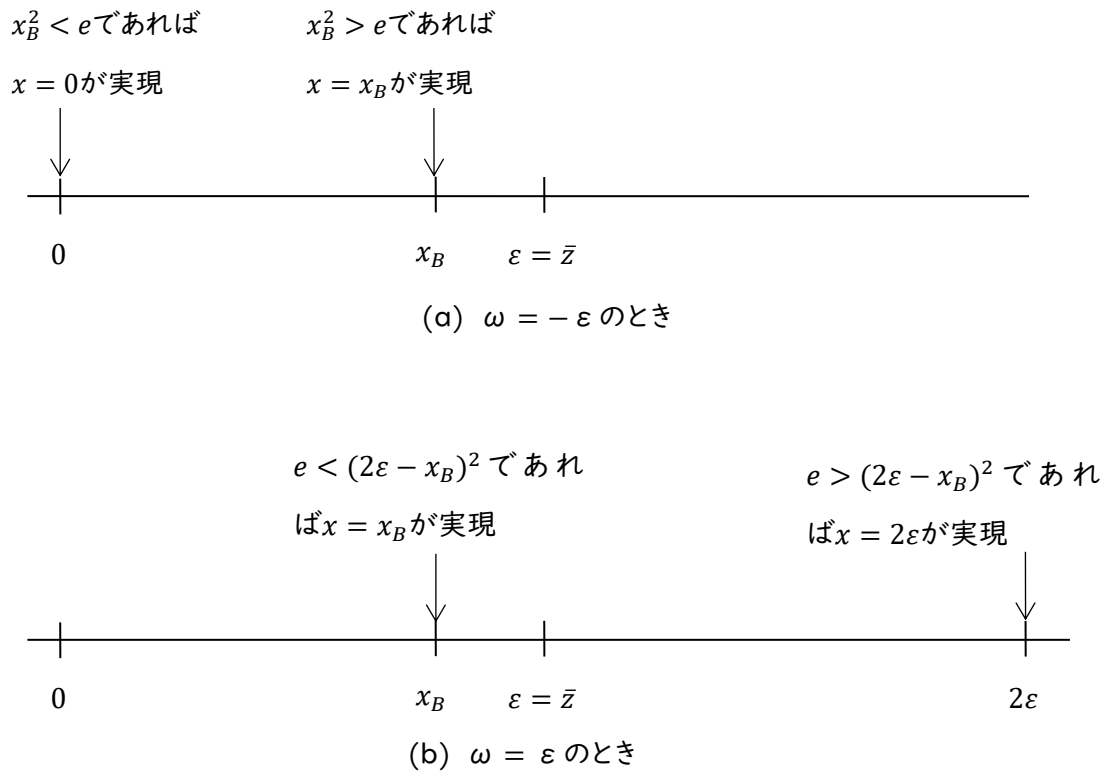 x_B^2 < eであれば
x = 0が実現
x_B^2 > eであれば
x = x_Bが実現
0
x_B
ε = z̄
(a) ω = − ε のとき
e < (2ε − x_B)^2 で あ れ
ばx = x_Bが実現
e > (2ε − x_B)^2 で あ れ
ばx = 2εが実現
0
x_B
ε = z̄
2ε
(b) ω = ε のとき